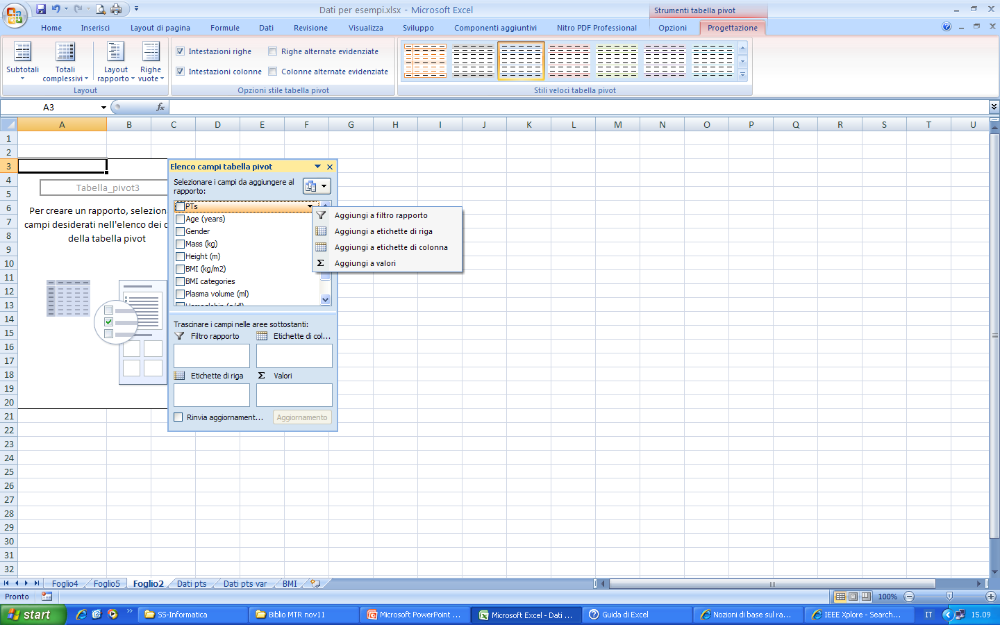 Dati per esempi.xlsx - Microsoft Excel
Strumenti tabella pivot
Home Inserisci Layout di pagina Formule Dati Revisione Visualizza Sviluppo Componenti aggiuntivi Nitro PDF Professional Opzioni Progettazione
Subtotali
Totali complessivi
Layout rapporto
Righe vuote
Layout
Intestazioni righe
Righe alternate evidenziate
Intestazioni colonne
Colonne alternate evidenziate
Opzioni stile tabella pivot
Stili veloci tabella pivot
A3
fx
A B C D E F G H I J K L M N O P Q R S T U
1
2
3
4
5
6
7
8
9
10
11
12
13
14
15
16
17
18
19
20
21
22
23
24
25
26
27
28
29
30
31
32
Tabella_pivot3
Per creare un rapporto, selezion
campi desiderati nell'elenco dei c
della tabella pivot
Elenco campi tabella pivot
Selezionare i campi da aggiungere al
rapporto:
PTs
Age (years)
Gender
Mass (kg)
Height (m)
BMI (kg/m2)
BMI categories
Plasma volume (ml)
Hemoglobin (g/dl)
Aggiungi a filtro rapporto
Aggiungi a etichette di riga
Aggiungi a etichette di colonna
Σ Aggiungi a valori
Trascinare i campi nelle aree sottostanti:
Filtro rapporto
Etichette di col...
Etichette di riga
Σ Valori
Rinvia aggiornament...
Aggiornamento
Foglio4 Foglio5 Foglio2 Dati pts Dati pts var BMI
Pronto
100%
start
SS-Informatica
Biblio MTR nov11
Microsoft PowerPoint ...
Microsoft Excel - Dati ...
Guida di Excel
Nozioni di base sul ra...
IEEE Xplore - Search...
IT
15.09